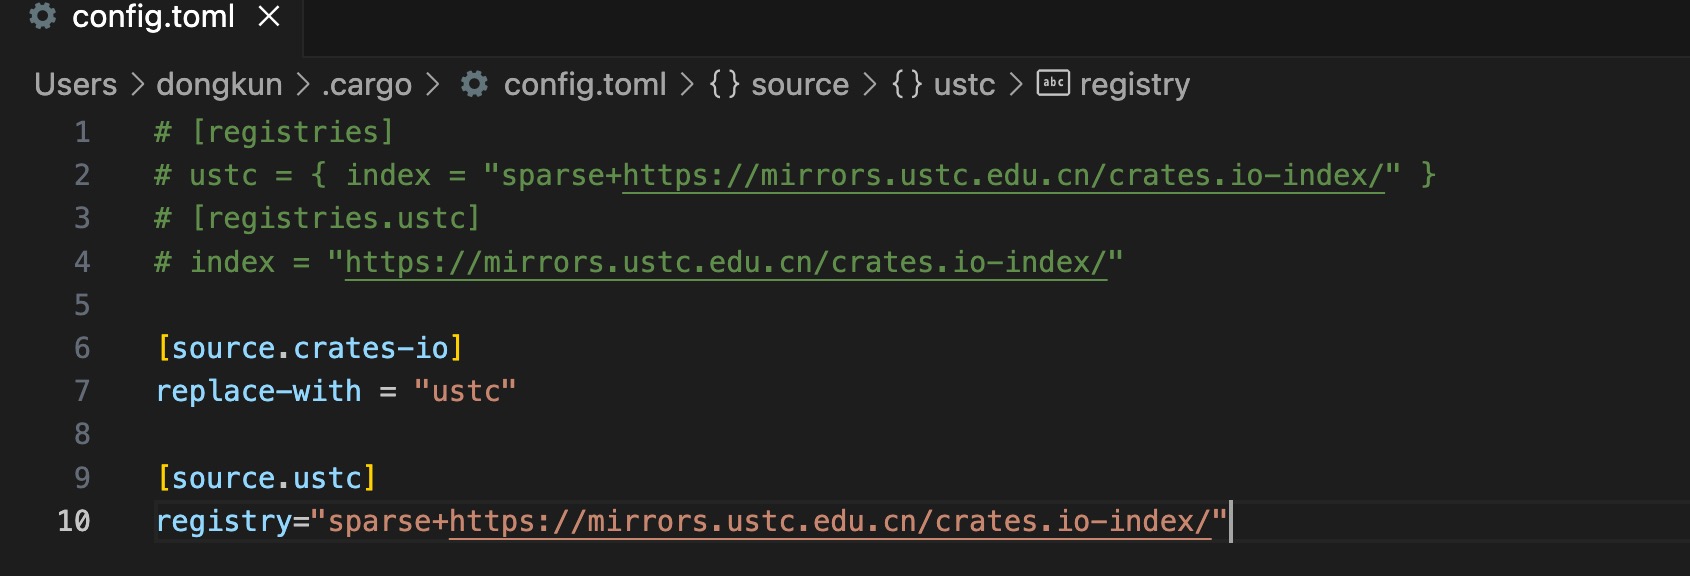 config.toml
Users > dongkun > .cargo > config.toml > {} source > {} ustc > abc registry
1 # [registries]
2 # ustc = { index = "sparse+https://mirrors.ustc.edu.cn/crates.io-index/" }
3 # [registries.ustc]
4 # index = "https://mirrors.ustc.edu.cn/crates.io-index/"
5
6 [source.crates-io]
7 replace-with = "ustc"
8
9 [source.ustc]
10 registry="sparse+https://mirrors.ustc.edu.cn/crates.io-index/"